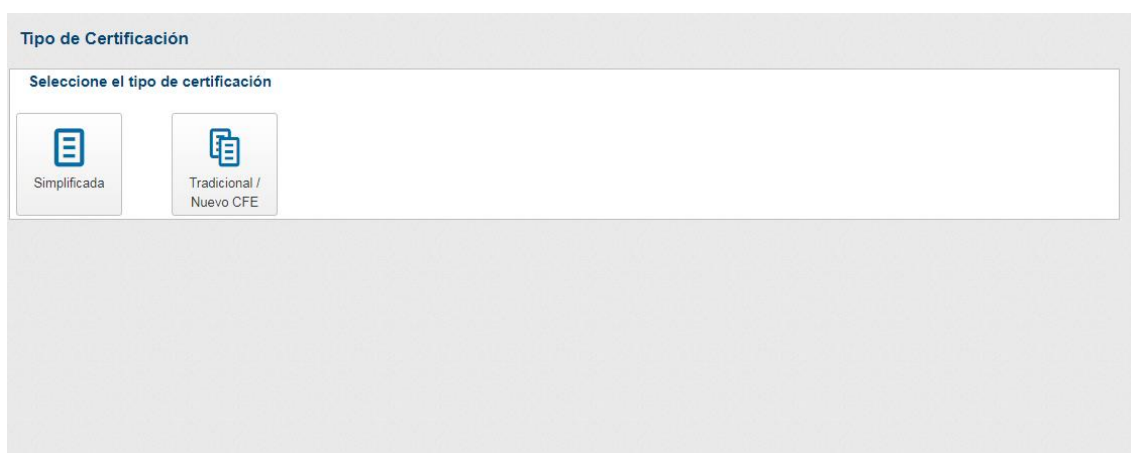 Tipo de Certificación
Seleccione el tipo de certificación
Simplificada
Tradicional /
Nuevo CFE